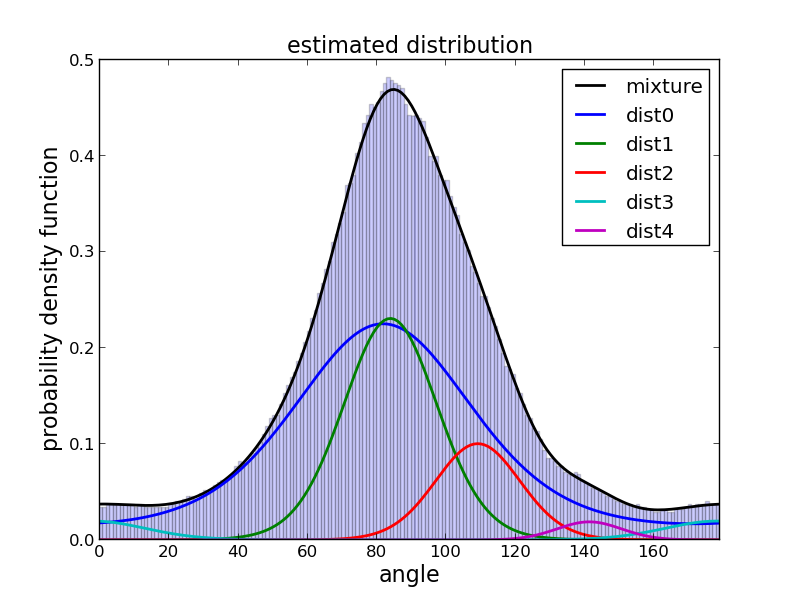 estimated distribution
probability density function
0.5
0.4
0.3
0.2
0.1
0.0
mixture
dist0
dist1
dist2
dist3
dist4
0 20 40 60 80 100 120 140 160
angle